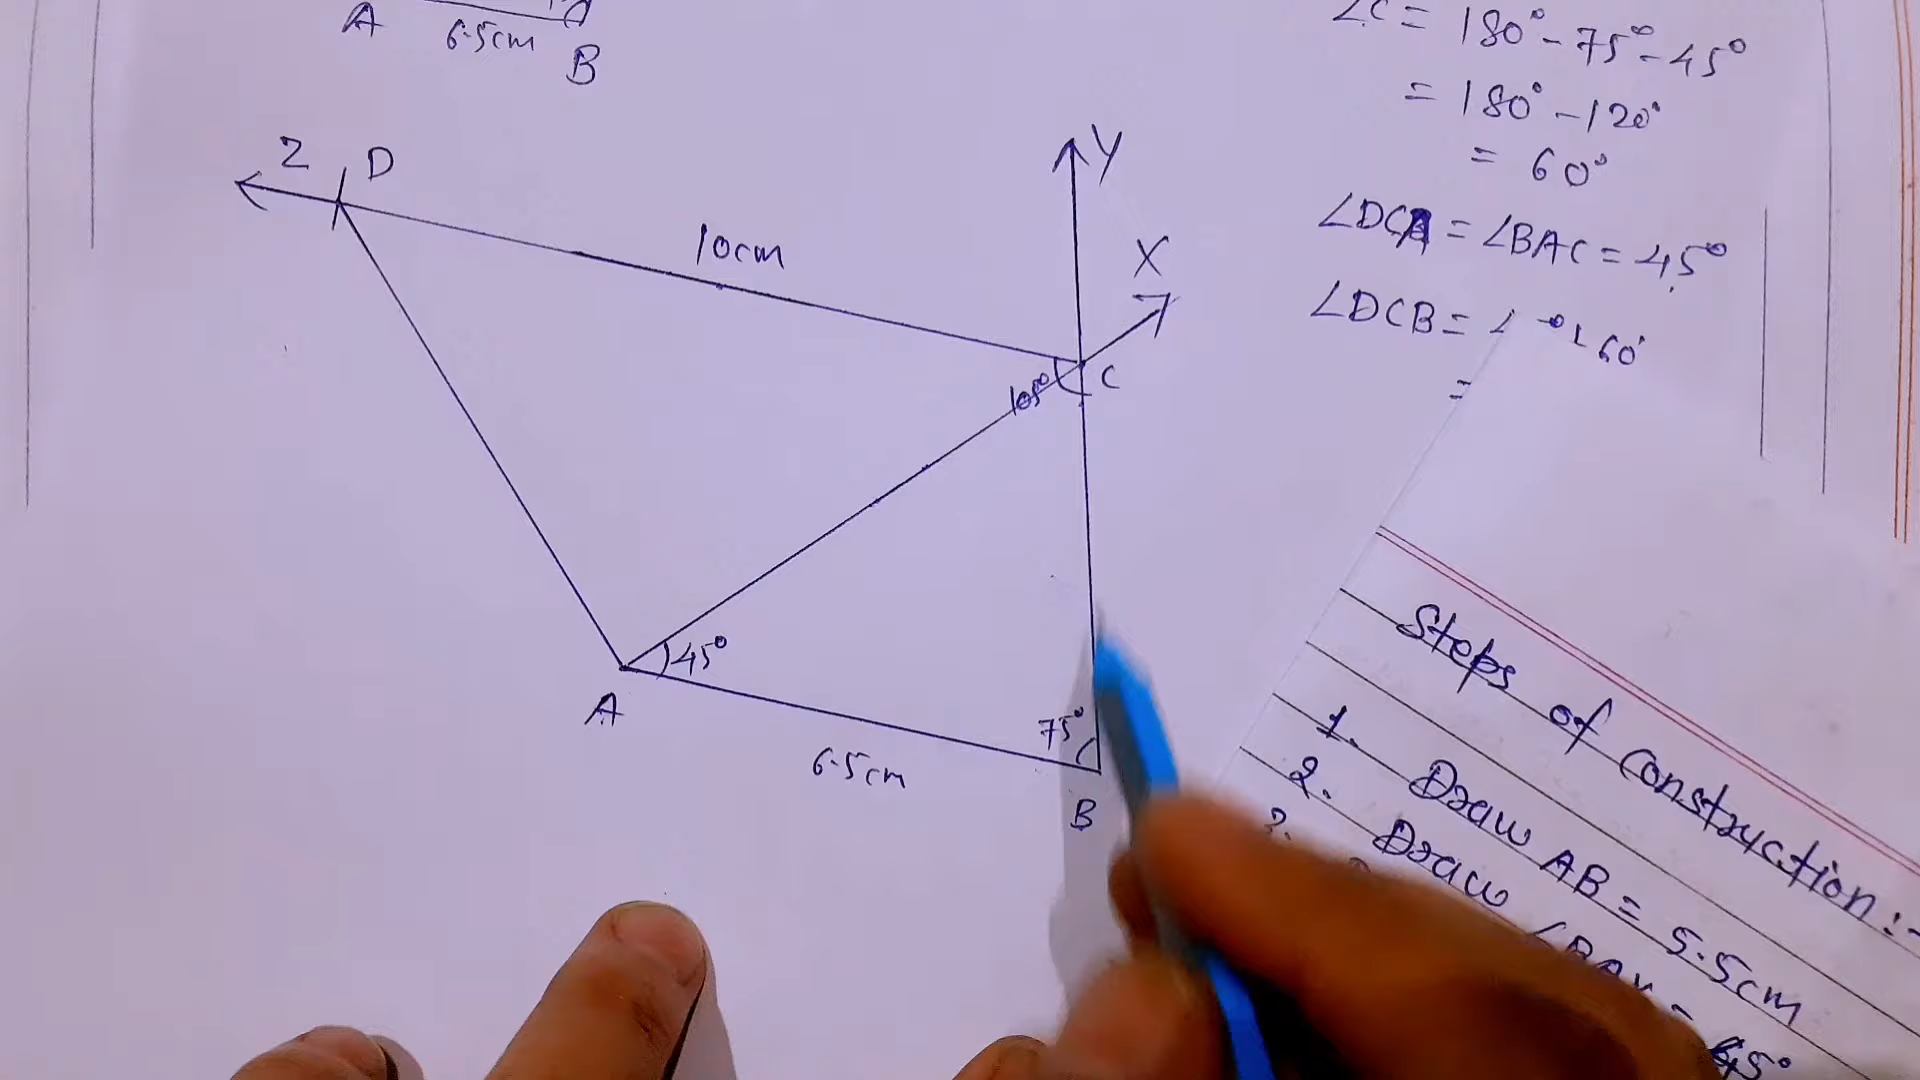 A 6.5cm B
∠C = 180° - 75° - 45°
= 180° - 120°
= 60°
∠DCA = ∠BAC = 45°
∠DCB = ∠ 60°
=
Z D
Y
10cm
X
105° C
45°
A
75°
6.5cm
B
Steps of Construction :-
1. Draw AB = 5.5cm
2. Draw = 45°